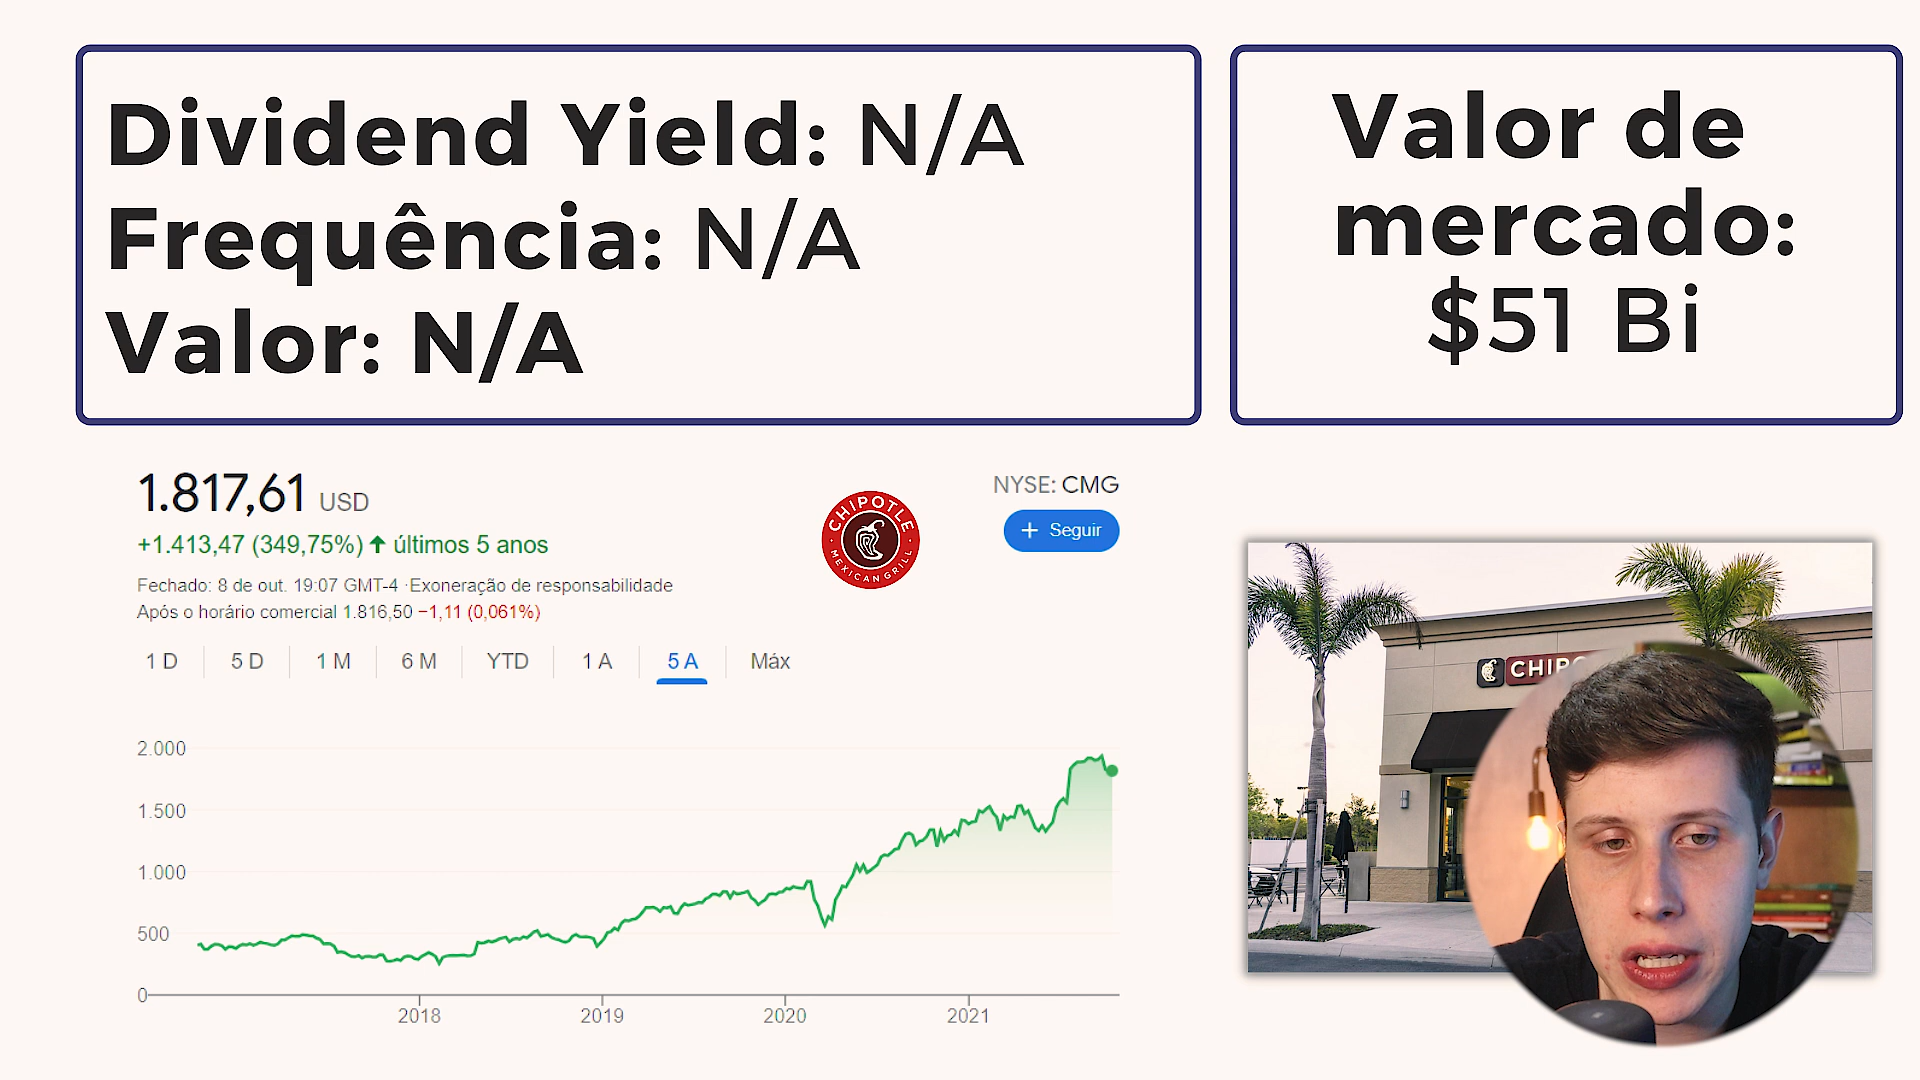 Dividend Yield: N/A
Frequência: N/A
Valor: N/A
Valor de
mercado:
$51 Bi
1.817,61 USD
+1.413,47 (349,75%) ↑ últimos 5 anos
Fechado: 8 de out. 19:07 GMT-4 ·Exoneração de responsabilidade
Após o horário comercial 1.816,50 −1,11 (0,061%)
CHIPOTLE
MEXICAN GRILL
NYSE: CMG
+ Seguir
1 D 5 D 1 M 6 M YTD 1 A 5 A Máx
2.000
1.500
1.000
500
0
2018 2019 2020 2021
CHIPO